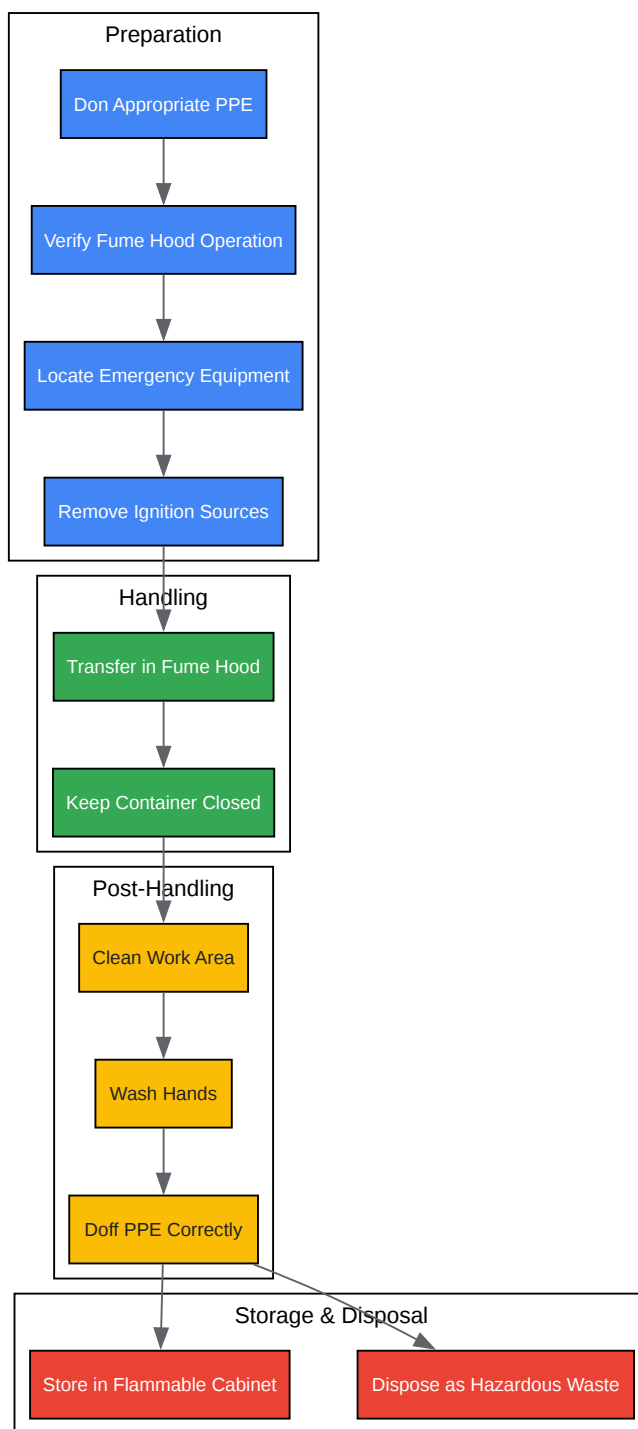 Preparation
Don Appropriate PPE
Verify Fume Hood Operation
Locate Emergency Equipment
Remove Ignition Sources
Handling
Transfer in Fume Hood
Keep Container Closed
Post-Handling
Clean Work Area
Wash Hands
Doff PPE Correctly
Storage & Disposal
Store in Flammable Cabinet
Dispose as Hazardous Waste